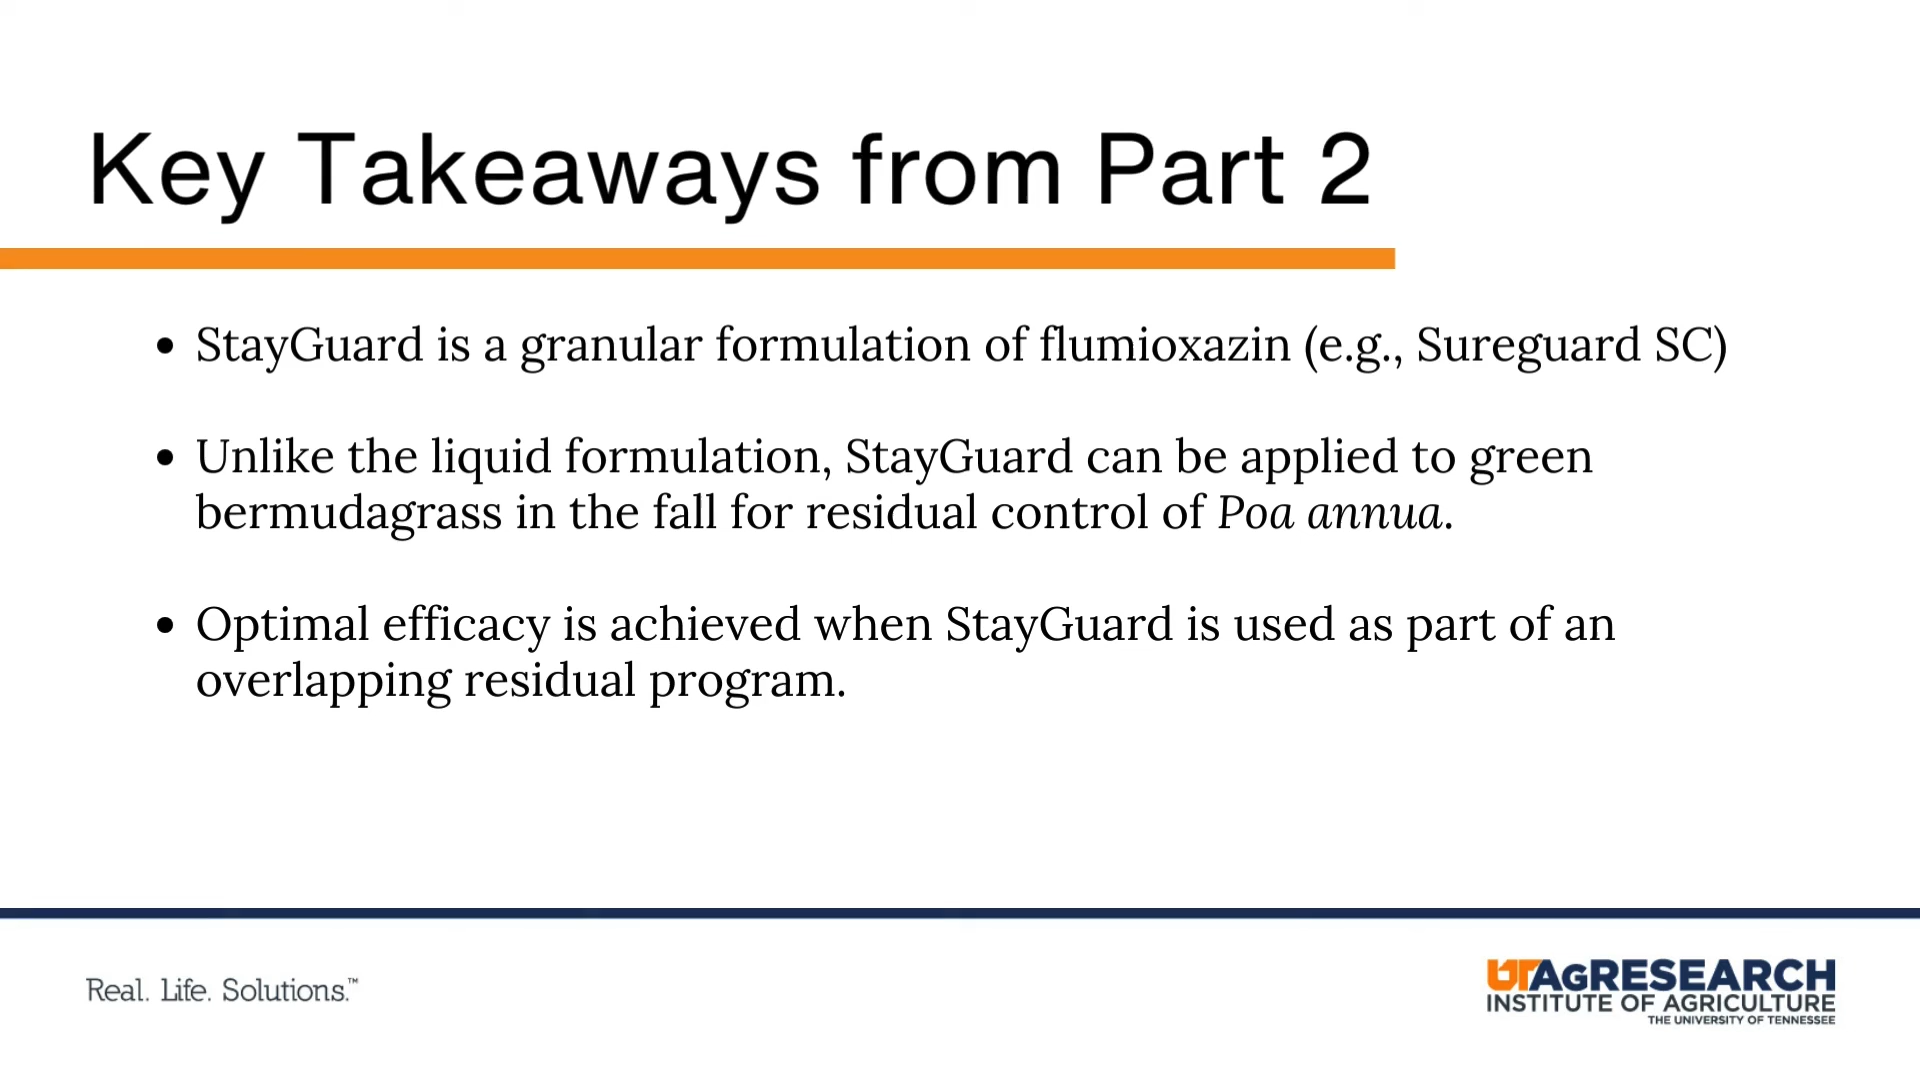 Key Takeaways from Part 2
• StayGuard is a granular formulation of flumioxazin (e.g., Sureguard SC)
• Unlike the liquid formulation, StayGuard can be applied to green
bermudagrass in the fall for residual control of Poa annua.
• Optimal efficacy is achieved when StayGuard is used as part of an
overlapping residual program.
Real. Life. Solutions.™
UTAGRESEARCH
INSTITUTE OF AGRICULTURE
THE UNIVERSITY OF TENNESSEE